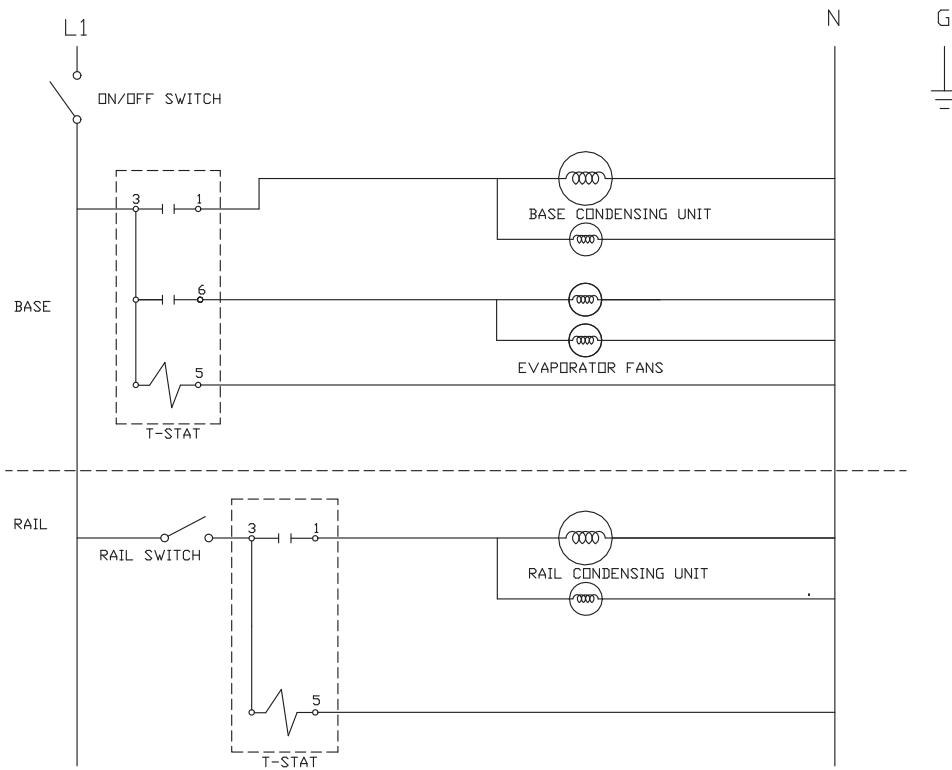 L1
N
G
ON/OFF SWITCH
3
1
BASE CONDENSING UNIT
6
BASE
EVAPORATOR FANS
5
T-STAT
RAIL
3
1
RAIL SWITCH
RAIL CONDENSING UNIT
5
T-STAT